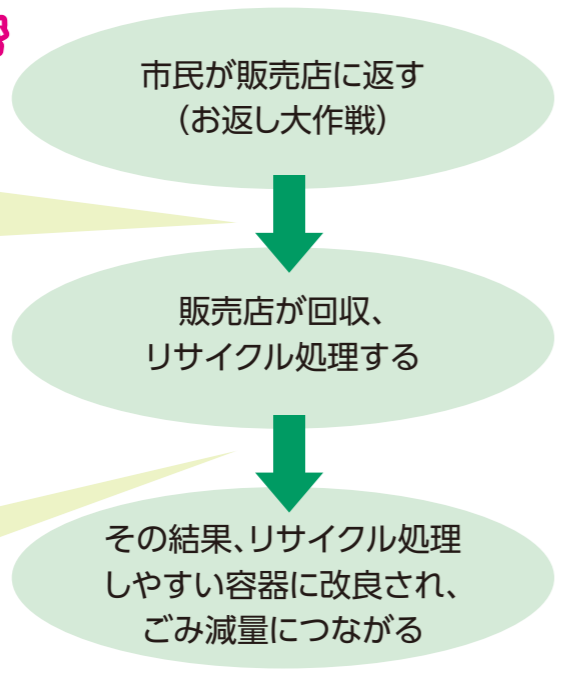 市民が販売店に返す
(お返し大作戦)
販売店が回収、
リサイクル処理する
その結果、リサイクル処理
しやすい容器に改良され、
ごみ減量につながる